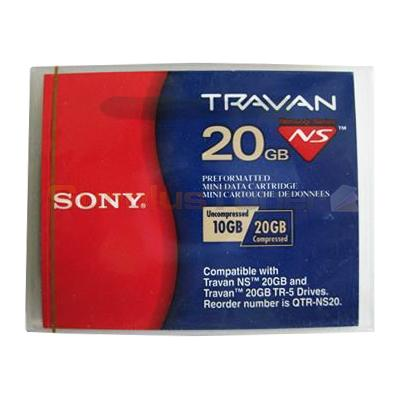 TRAVAN
20GB
NS™
PREFORMATTED
MINI DATA CARTRIDGE
MINI CARTOUCHE DE DONNEES
SONY®
Uncompressed
10GB
20GB
Compressed
Compatible with
Travan NS™ 20GB and
Travan™ 20GB TR-5 Drives.
Reorder number is QTR-NS20.